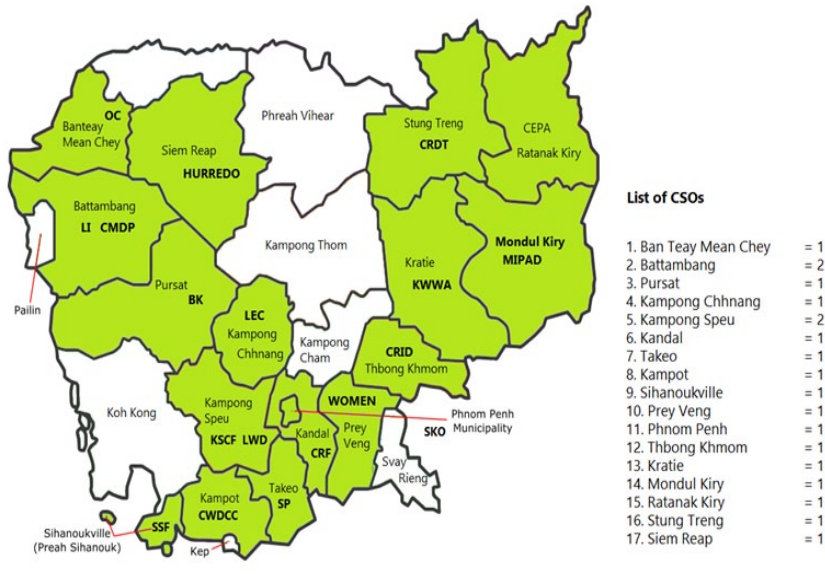 OC
Banteay
Mean Chey
Siem Reap
HURREDO
Phreah Vihear
Stung Treng
CRDT
CEPA
Ratanak Kiry
Battambang
LI CMDP
Pailin
Pursat
BK
Kampong Thom
Kratie
KWWA
Mondul Kiry
MIPAD
LEC
Kampong
Chhnang
Kampong
Cham
CRID
Thbong Khmom
Koh Kong
Kampong
Speu
KSCF LWD
Kandal
CRF
WOMEN
Prey
Veng
SKO
Phnom Penh
Municipality
Svay
Rieng
Takeo
SP
Kampot
CWDCC
SSF
Sihanoukville
(Preah Sihanouk)
Kep
List of CSOs
1. Ban Teay Mean Chey = 1
2. Battambang = 2
3. Pursat = 1
4. Kampong Chhnang = 1
5. Kampong Speu = 2
6. Kandal = 1
7. Takeo = 1
8. Kampot = 1
9. Sihanoukville = 1
10. Prey Veng = 1
11. Phnom Penh = 1
12. Thbong Khmom = 1
13. Kratie = 1
14. Mondul Kiry = 1
15. Ratanak Kiry = 1
16. Stung Treng = 1
17. Siem Reap = 1